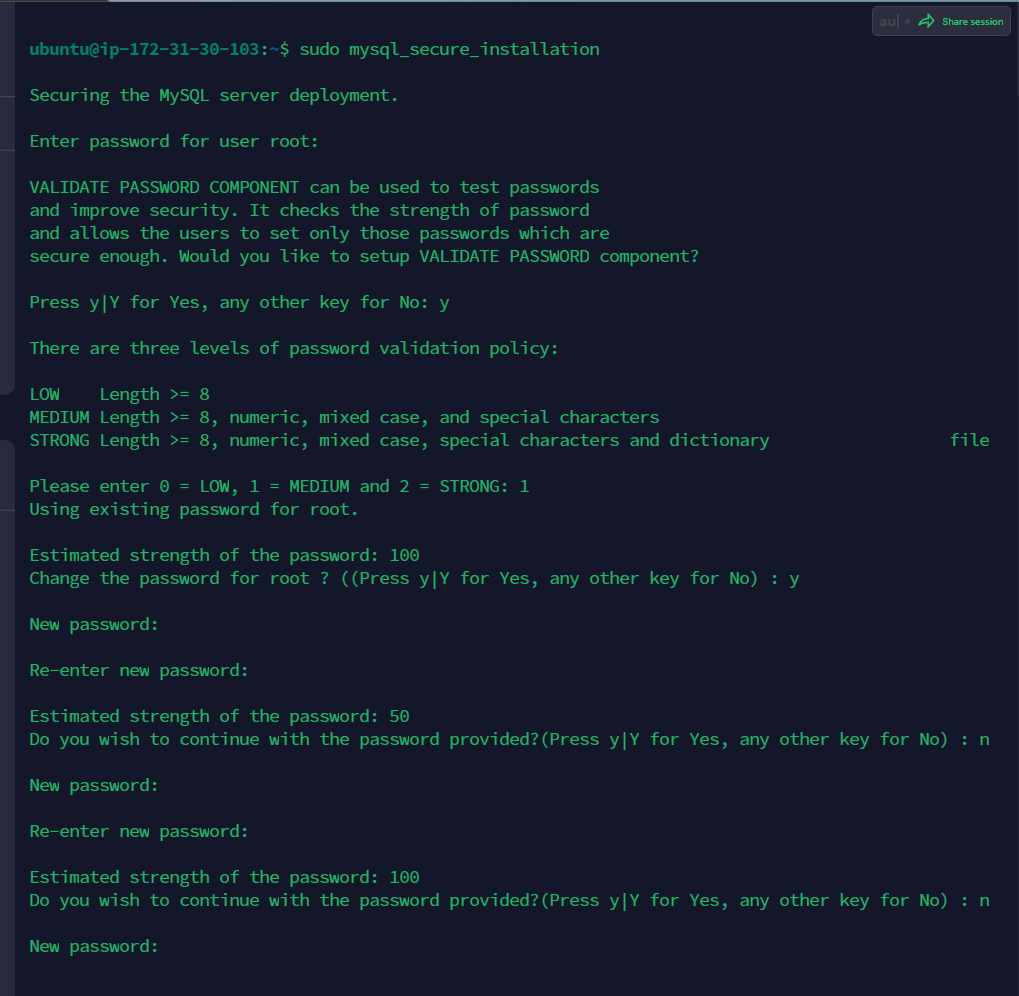 au| • Share session
ubuntu@ip-172-31-30-103:~$ sudo mysql_secure_installation
Securing the MySQL server deployment.
Enter password for user root:
VALIDATE PASSWORD COMPONENT can be used to test passwords
and improve security. It checks the strength of password
and allows the users to set only those passwords which are
secure enough. Would you like to setup VALIDATE PASSWORD component?
Press y|Y for Yes, any other key for No: y
There are three levels of password validation policy:
LOW    Length >= 8
MEDIUM Length >= 8, numeric, mixed case, and special characters
STRONG Length >= 8, numeric, mixed case, special characters and dictionary                  file
Please enter 0 = LOW, 1 = MEDIUM and 2 = STRONG: 1
Using existing password for root.
Estimated strength of the password: 100
Change the password for root ? ((Press y|Y for Yes, any other key for No) : y
New password:
Re-enter new password:
Estimated strength of the password: 50
Do you wish to continue with the password provided?(Press y|Y for Yes, any other key for No) : n
New password:
Re-enter new password:
Estimated strength of the password: 100
Do you wish to continue with the password provided?(Press y|Y for Yes, any other key for No) : n
New password: